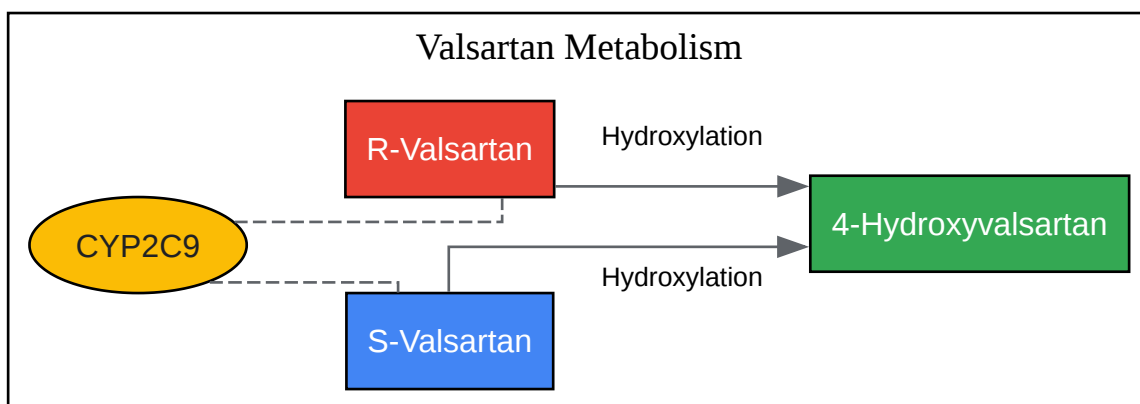 Valsartan Metabolism
R-Valsartan
Hydroxylation
CYP2C9
4-Hydroxyvalsartan
Hydroxylation
S-Valsartan